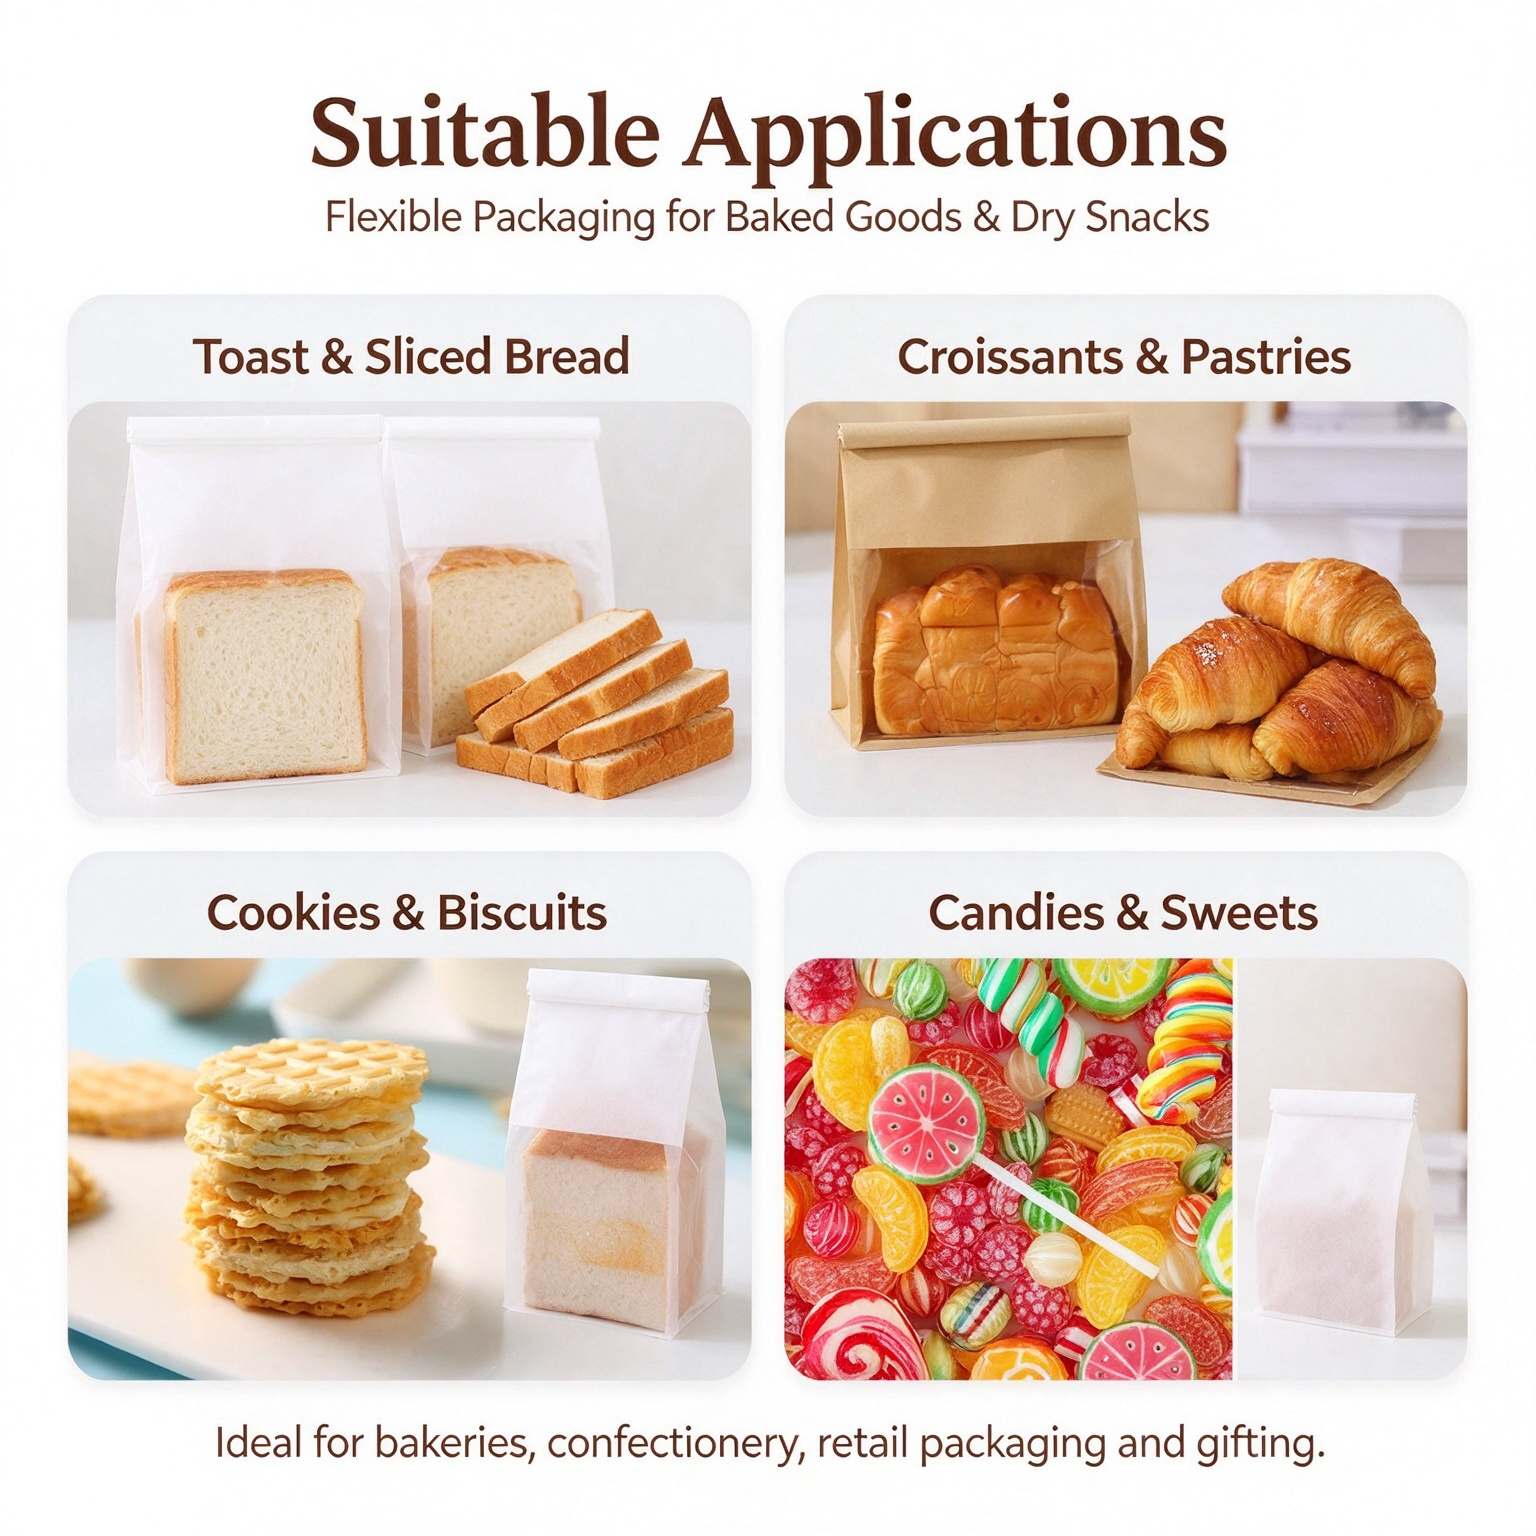 Suitable Applications
Flexible Packaging for Baked Goods & Dry Snacks
Toast & Sliced Bread
Croissants & Pastries
Cookies & Biscuits
Candies & Sweets
Ideal for bakeries, confectionery, retail packaging and gifting.